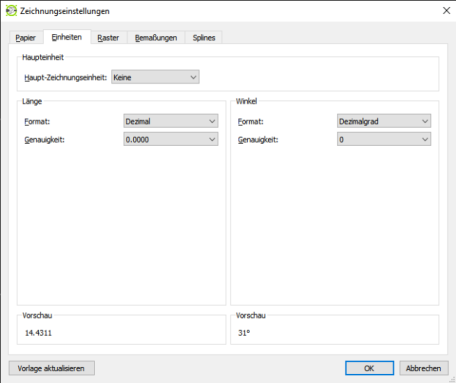 Zeichnungseinstellungen
Papier Einheiten Raster Bemaßungen Splines
Haupteinheit
Haupt-Zeichnungseinheit: Keine
Länge
Format: Dezimal
Genauigkeit: 0.0000
Winkel
Format: Dezimalgrad
Genauigkeit: 0
Vorschau
14.4311
Vorschau
31°
Vorlage aktualisieren OK Abbrechen